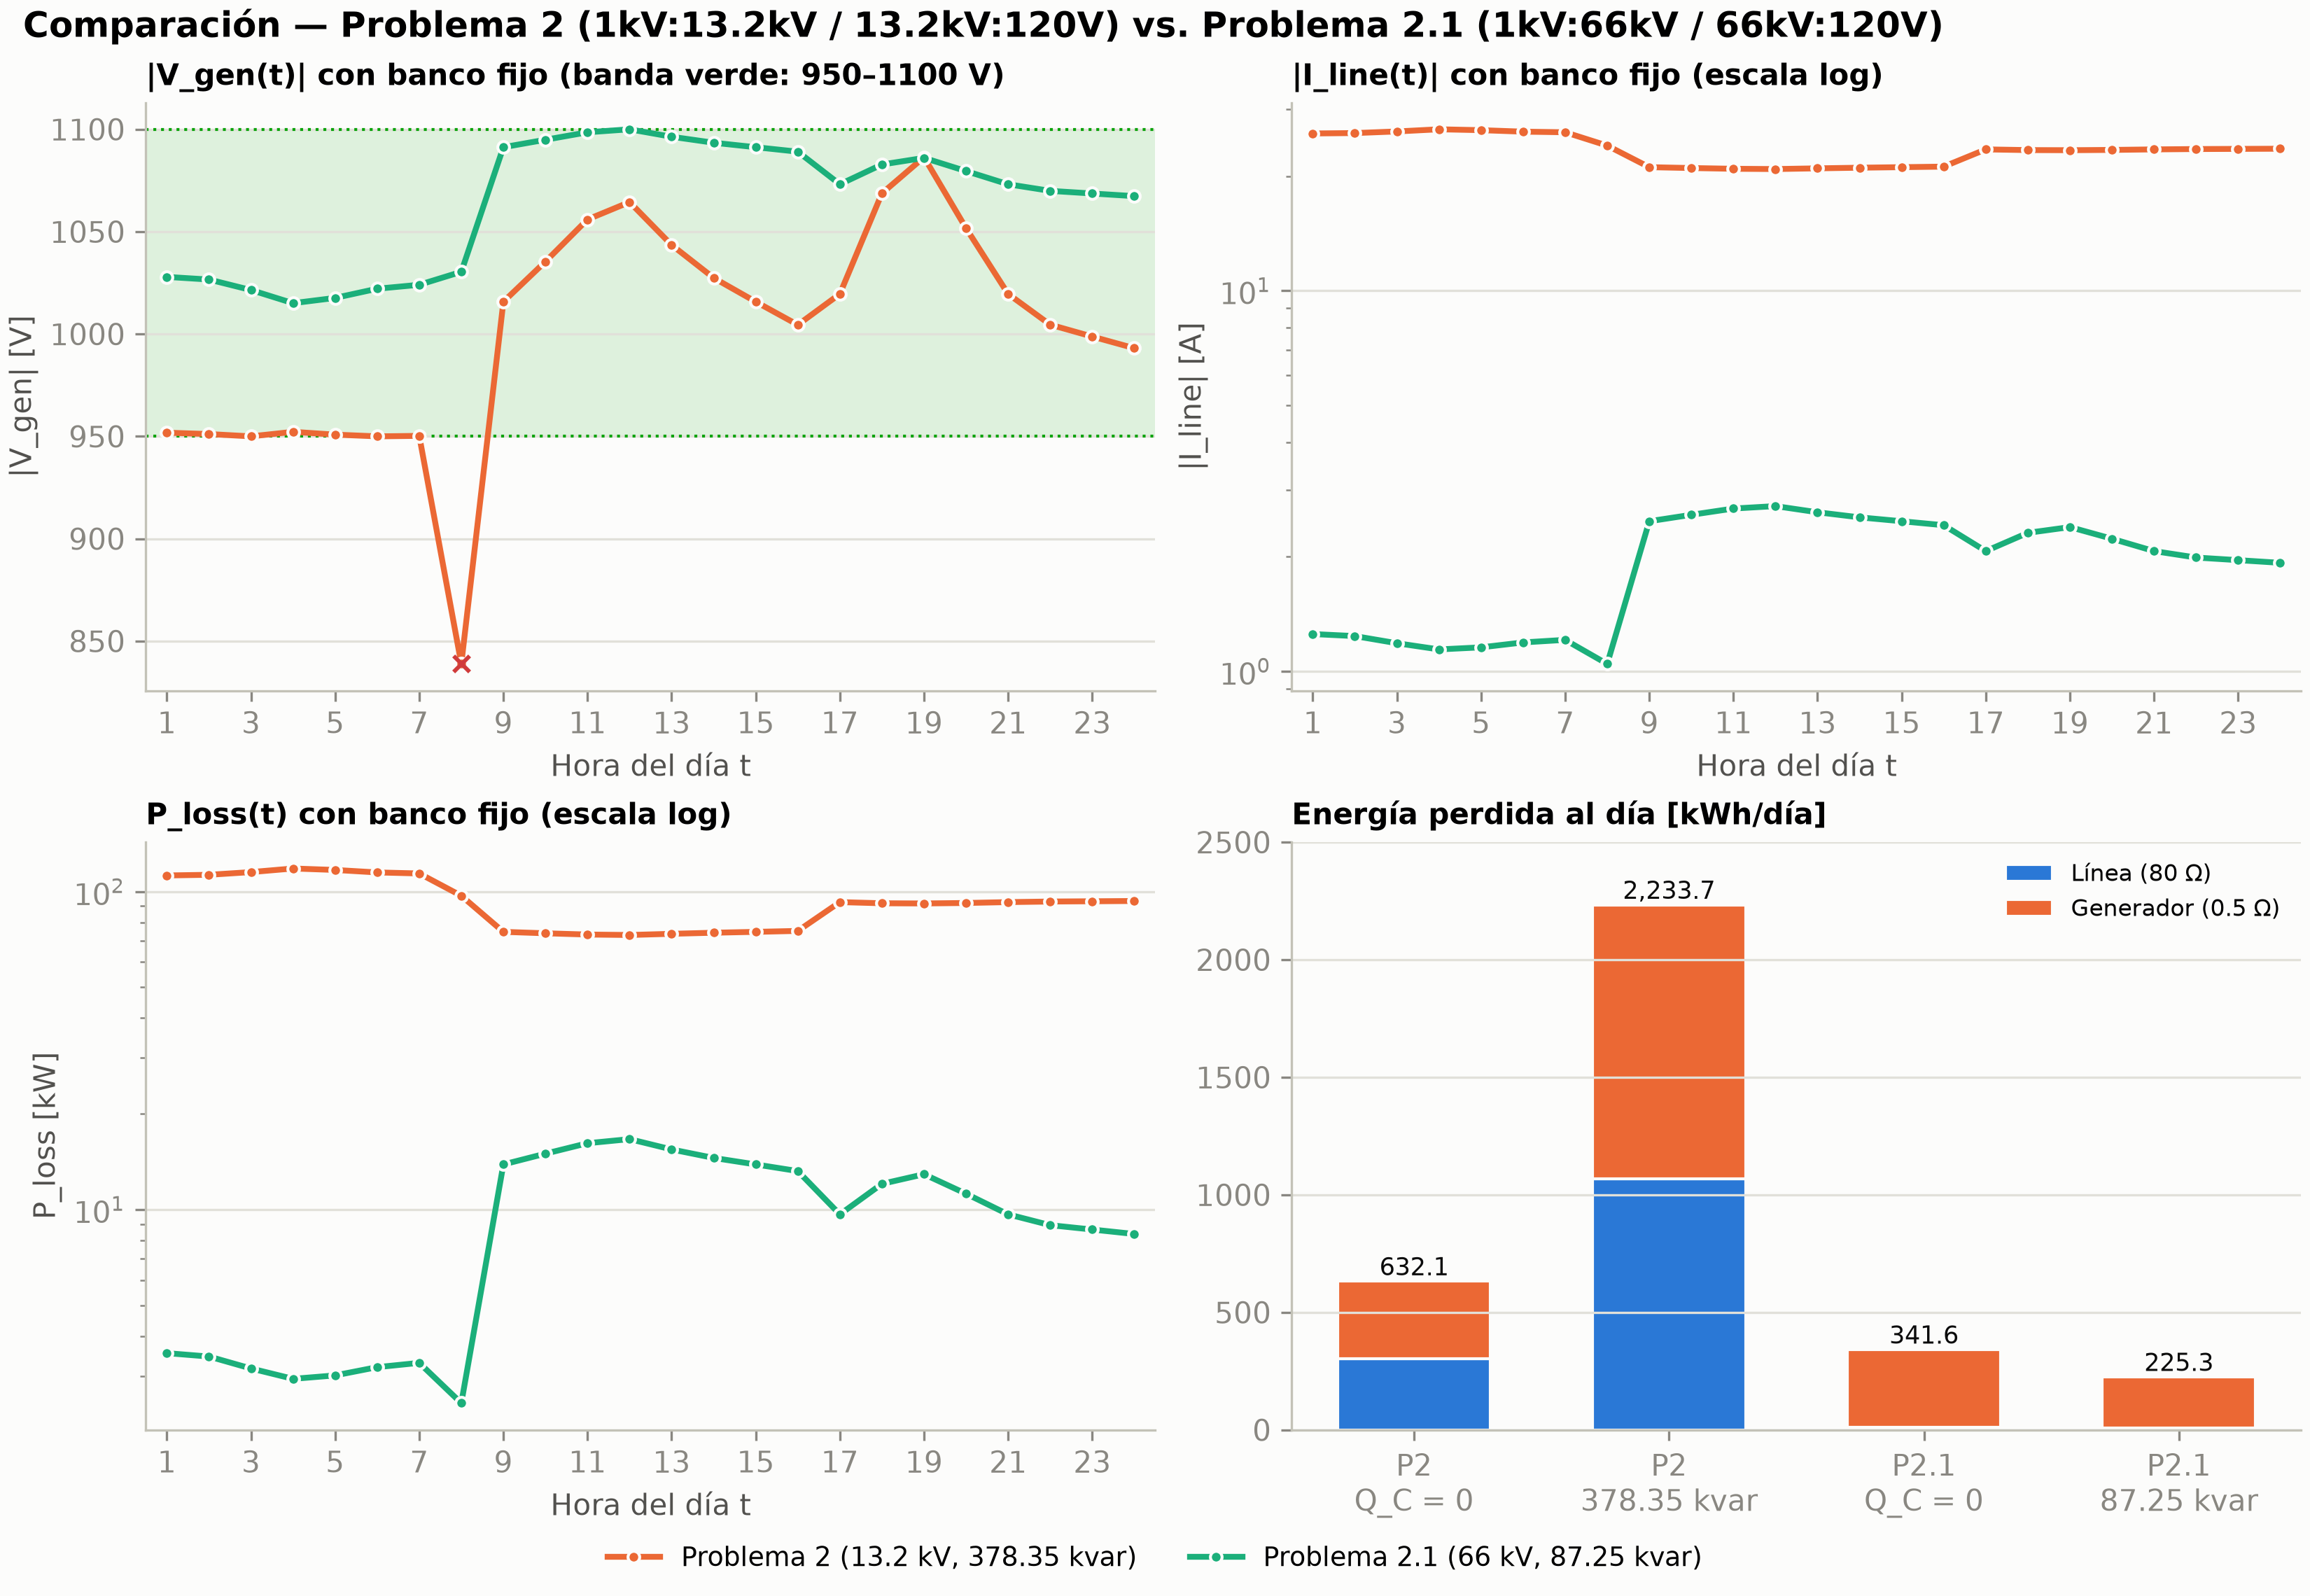 Comparación — Problema 2 (1kV:13.2kV / 13.2kV:120V) vs. Problema 2.1 (1kV:66kV / 66kV:120V)
|V_gen(t)| con banco fijo (banda verde: 950–1100 V)
1100
1050
1000
950
900
850
|V_gen| [V]
1 3 5 7 9 11 13 15 17 19 21 23
Hora del día t
|I_line(t)| con banco fijo (escala log)
10¹
10⁰
|I_line| [A]
1 3 5 7 9 11 13 15 17 19 21 23
Hora del día t
P_loss(t) con banco fijo (escala log)
10²
10¹
P_loss [kW]
1 3 5 7 9 11 13 15 17 19 21 23
Hora del día t
Energía perdida al día [kWh/día]
2500
2000
1500
1000
500
0
Línea (80 Ω)
Generador (0.5 Ω)
632.1
2,233.7
341.6
225.3
P2
Q_C = 0
P2
378.35 kvar
P2.1
Q_C = 0
P2.1
87.25 kvar
Problema 2 (13.2 kV, 378.35 kvar)
Problema 2.1 (66 kV, 87.25 kvar)